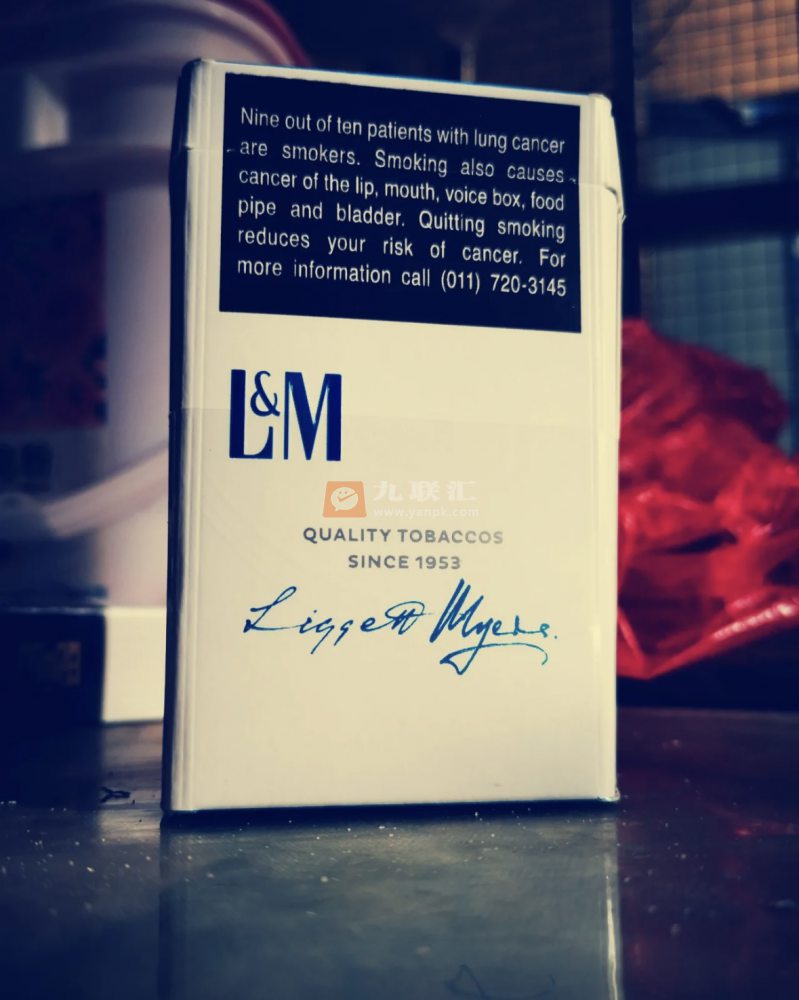 Nine out of ten patients with lung cancer
are smokers. Smoking also causes
cancer of the lip, mouth, voice box, food
pipe and bladder. Quitting smoking
reduces your risk of cancer. For
more information call (011) 720-3145
L&M
九联汇
www.yanpk.com
QUALITY TOBACCOS
SINCE 1953
Liggett Myers.